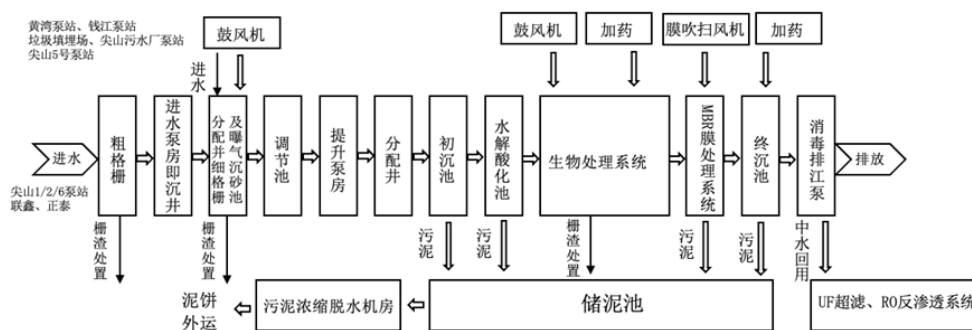 黄湾泵站、钱江泵站
垃圾填埋场、尖山污水厂泵站
尖山5号泵站
鼓风机
鼓风机
加药
膜吹扫风机
加药
进水
进水
粗格栅
进水泵房即沉井
分配井细格栅
及曝气沉砂池
调节池
提升泵房
分配井
初沉池
水解酸化池
生物处理系统
MBR膜处理系统
终沉池
消毒排江泵
排放
尖山1/2/6泵站
联鑫、正泰
栅渣处置
栅渣处置
污泥
污泥
栅渣处置
污泥
污泥
中水回用
泥饼
外运
污泥浓缩脱水机房
储泥池
UF超滤、RO反渗透系统